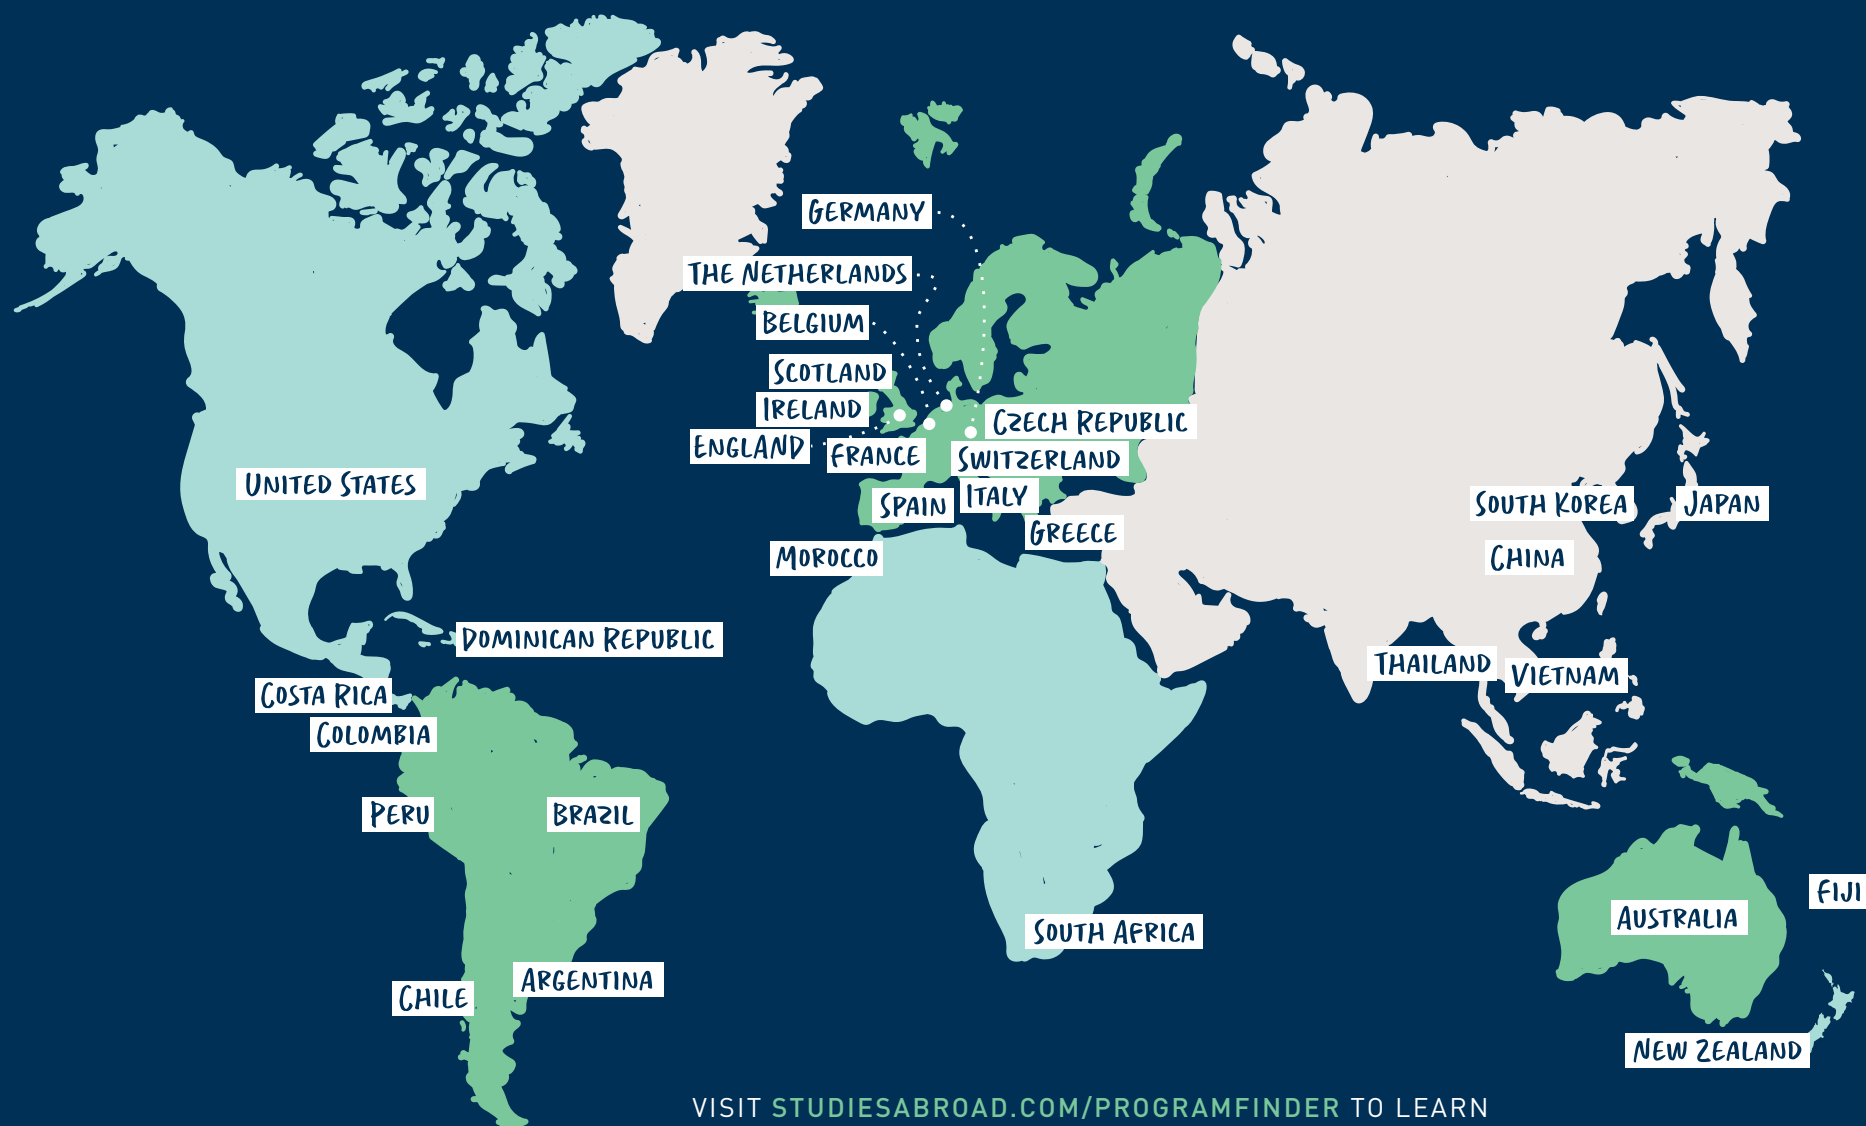 GERMANY
THE NETHERLANDS
BELGIUM
SCOTLAND
IRELAND
CZECH REPUBLIC
ENGLAND
FRANCE
SWITZERLAND
UNITED STATES
SPAIN
ITALY
SOUTH KOREA
JAPAN
GREECE
MOROCCO
CHINA
DOMINICAN REPUBLIC
THAILAND
VIETNAM
COSTA RICA
COLOMBIA
PERU
BRAZIL
FIJI
AUSTRALIA
SOUTH AFRICA
ARGENTINA
CHILE
NEW ZEALAND
VISIT STUDIESABROAD.COM/PROGRAMFINDER TO LEARN